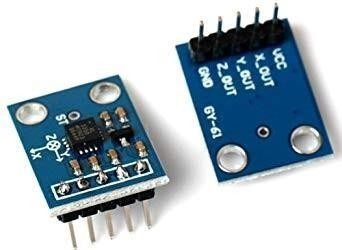 ST
X
Y
Z
GND
Z_OUT
Y_OUT
X_OUT
VCC
GY-61